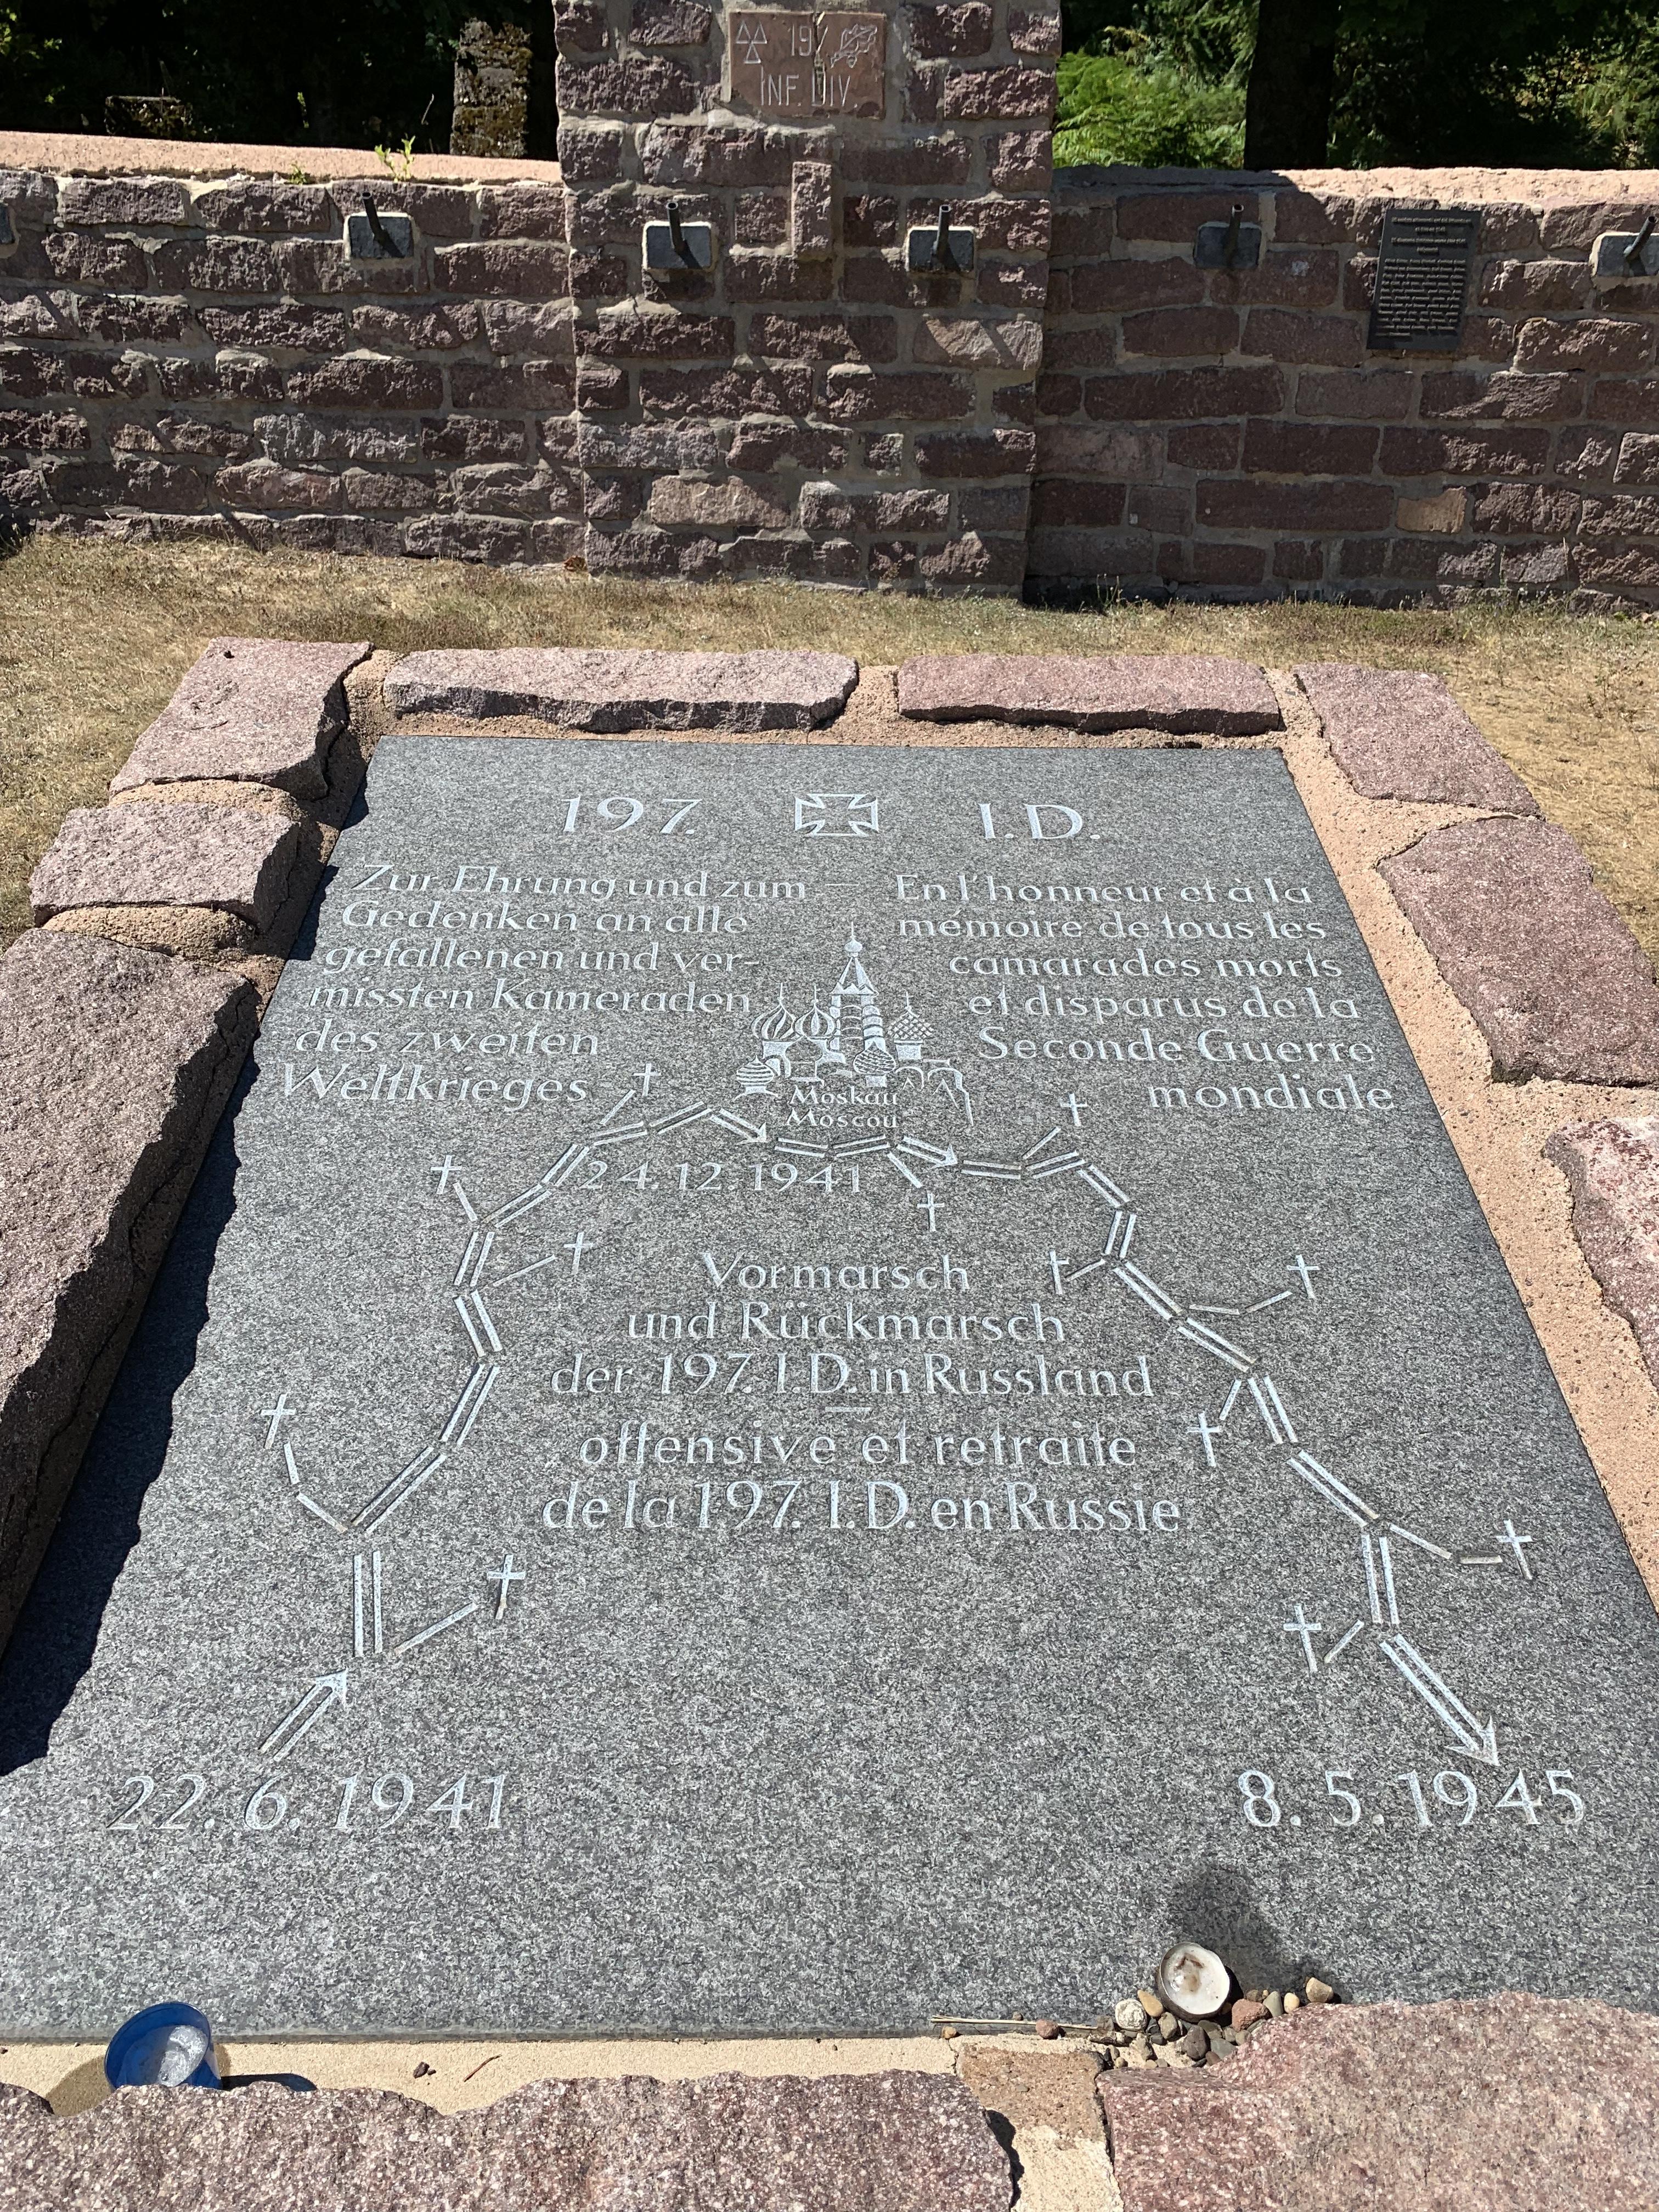 197
INF. DIV.
197. I.D.
Zur Ehrung und zum
Gedenken an alle
gefallenen und ver-
missten Kameraden
des zweiten
Weltkrieges
—
En l'honneur et à la
mémoire de tous les
camarades morts
et disparus de la
Seconde Guerre
mondiale
Moskau
Moscou
24.12.1941
Vormarsch
und Rückmarsch
der 197. I.D. in Russland
—
offensive et retraite
de la 197. I.D. en Russie
22.6.1941
8.5.1945